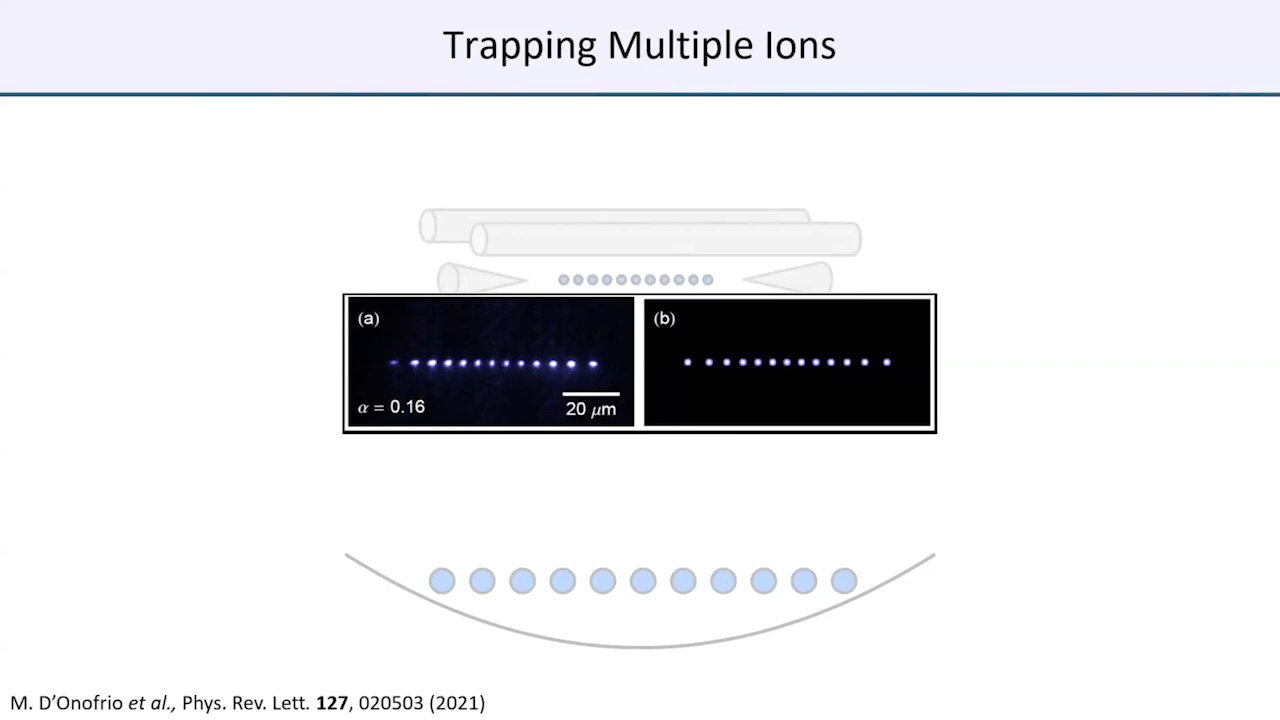 Trapping Multiple Ions
(a)
(b)
α = 0.16
20 μm
M. D’Onofrio et al., Phys. Rev. Lett. 127, 020503 (2021)